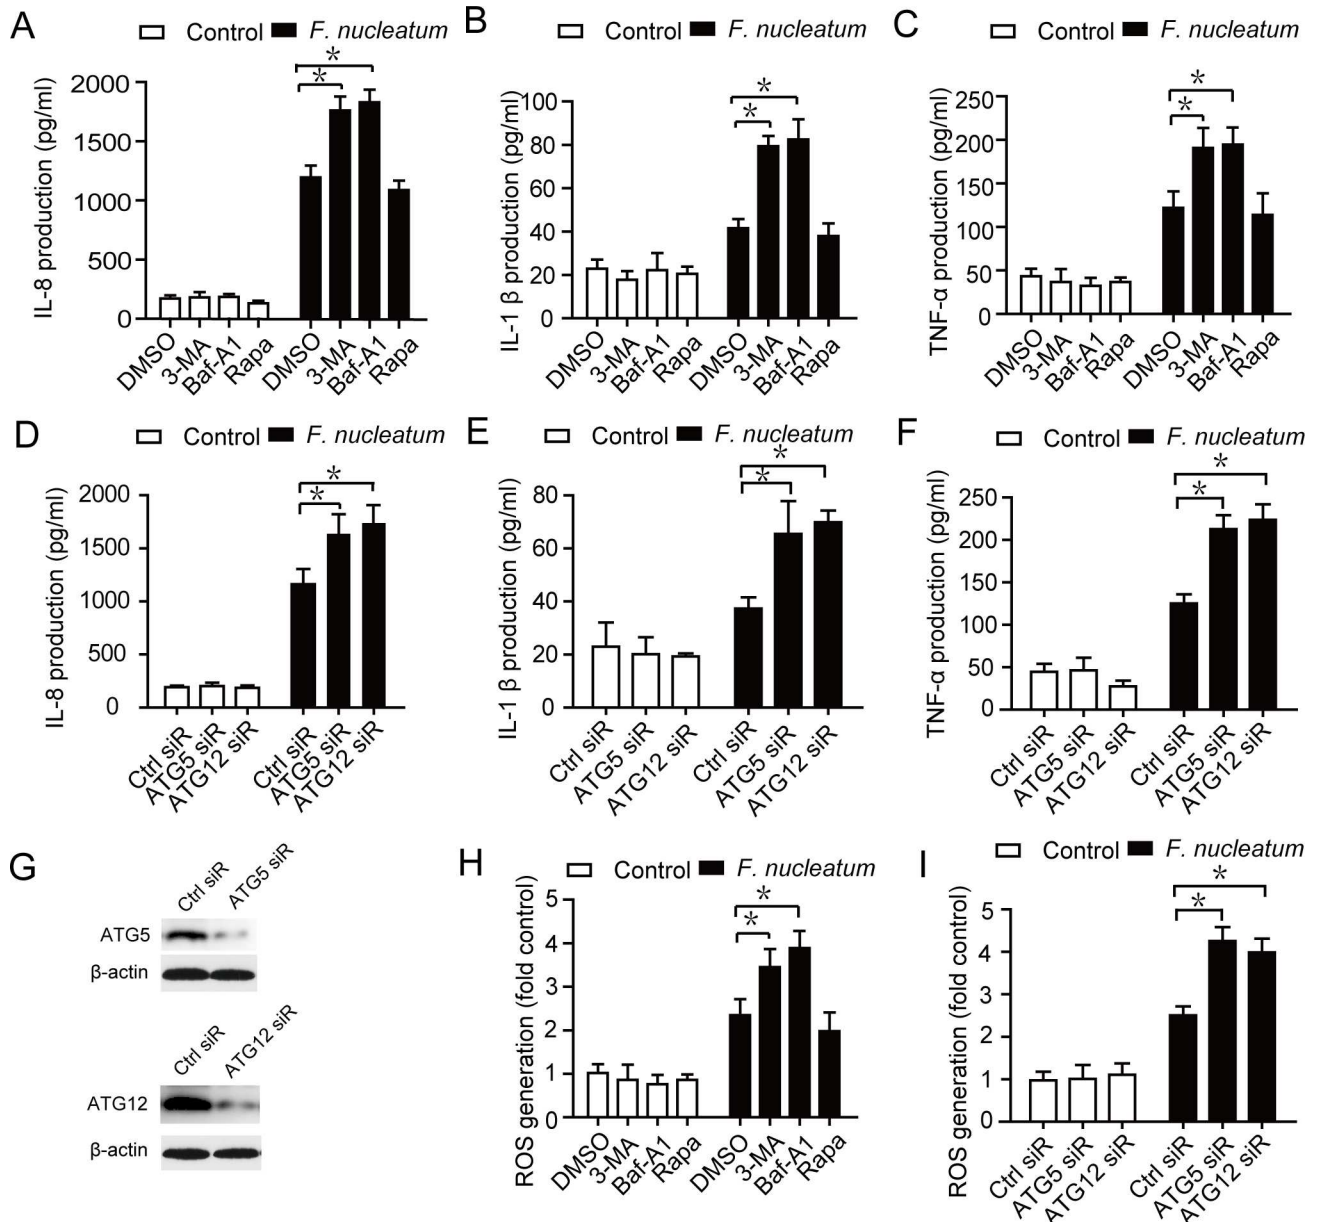 A
Control F. nucleatum
*
*
IL-8 production (pg/ml)
2000
1500
1000
500
0
DMSO 3-MA Baf-A1 Rapa DMSO 3-MA Baf-A1 Rapa
B
Control F. nucleatum
*
*
IL-1 β production (pg/ml)
100
80
60
40
20
0
DMSO 3-MA Baf-A1 Rapa DMSO 3-MA Baf-A1 Rapa
C
Control F. nucleatum
*
*
TNF-α production (pg/ml)
250
200
150
100
50
0
DMSO 3-MA Baf-A1 Rapa DMSO 3-MA Baf-A1 Rapa
D
Control F. nucleatum
*
*
IL-8 production (pg/ml)
2000
1500
1000
500
0
Ctrl siR ATG5 siR ATG12 siR Ctrl siR ATG5 siR ATG12 siR
E
Control F. nucleatum
*
*
IL-1 β production (pg/ml)
80
60
40
20
0
Ctrl siR ATG5 siR ATG12 siR Ctrl siR ATG5 siR ATG12 siR
F
Control F. nucleatum
*
*
TNF-α production (pg/ml)
250
200
150
100
50
0
Ctrl siR ATG5 siR ATG12 siR Ctrl siR ATG5 siR ATG12 siR
G
Ctrl siR ATG5 siR
ATG5
β-actin
Ctrl siR ATG12 siR
ATG12
β-actin
H
Control F. nucleatum
*
*
ROS generation (fold control)
5
4
3
2
1
0
DMSO 3-MA Baf-A1 Rapa DMSO 3-MA Baf-A1 Rapa
I
Control F. nucleatum
*
*
ROS generation (fold control)
5
4
3
2
1
0
Ctrl siR ATG5 siR ATG12 siR Ctrl siR ATG5 siR ATG12 siR